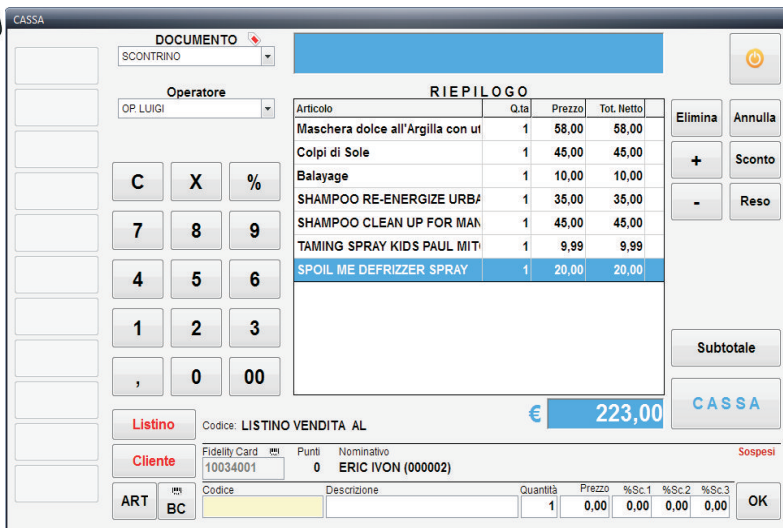 CASSA
DOCUMENTO
SCONTRINO
Operatore
OP. LUIGI
RIEPILOGO
Articolo Q.ta Prezzo Tot. Netto
Maschera dolce all'Argilla con ut 1 58,00 58,00
Colpi di Sole 1 45,00 45,00
Balayage 1 10,00 10,00
SHAMPOO RE-ENERGIZE URBA 1 35,00 35,00
SHAMPOO CLEAN UP FOR MAN 1 45,00 45,00
TAMING SPRAY KIDS PAUL MIT 1 9,99 9,99
SPOIL ME DEFRIZZER SPRAY 1 20,00 20,00
Elimina Annulla
+ Sconto
- Reso
C X %
7 8 9
4 5 6
1 2 3
, 0 00
Subtotale
€ 223,00
CASSA
Listino Codice: LISTINO VENDITA AL
Cliente
Fidelity Card Punti Nominativo Sospesi
10034001 0 ERIC IVON (000002)
ART BC
Codice Descrizione Quantità Prezzo %Sc.1 %Sc.2 %Sc.3
1 0,00 0,00 0,00 0,00
OK